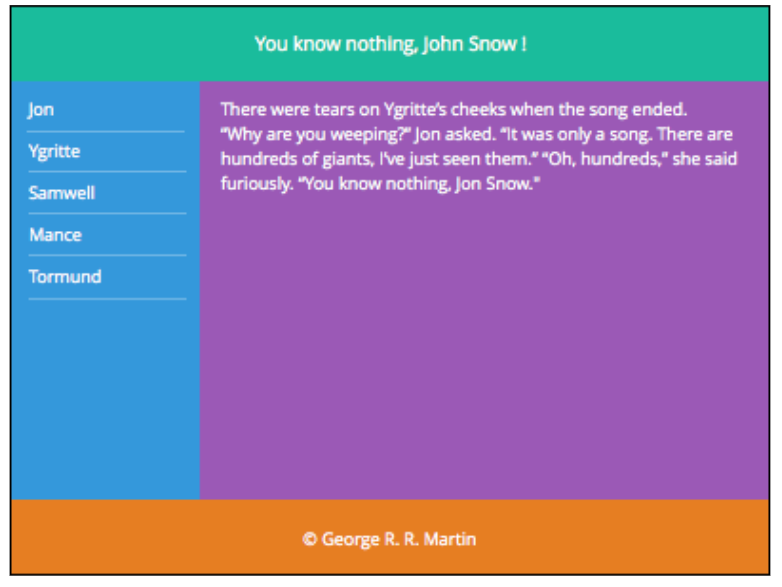 You know nothing, John Snow !
Jon
Ygritte
Samwell
Mance
Tormund
There were tears on Ygritte’s cheeks when the song ended.
“Why are you weeping?” Jon asked. “It was only a song. There are
hundreds of giants, I’ve just seen them.” “Oh, hundreds,” she said
furiously. “You know nothing, Jon Snow."
© George R. R. Martin